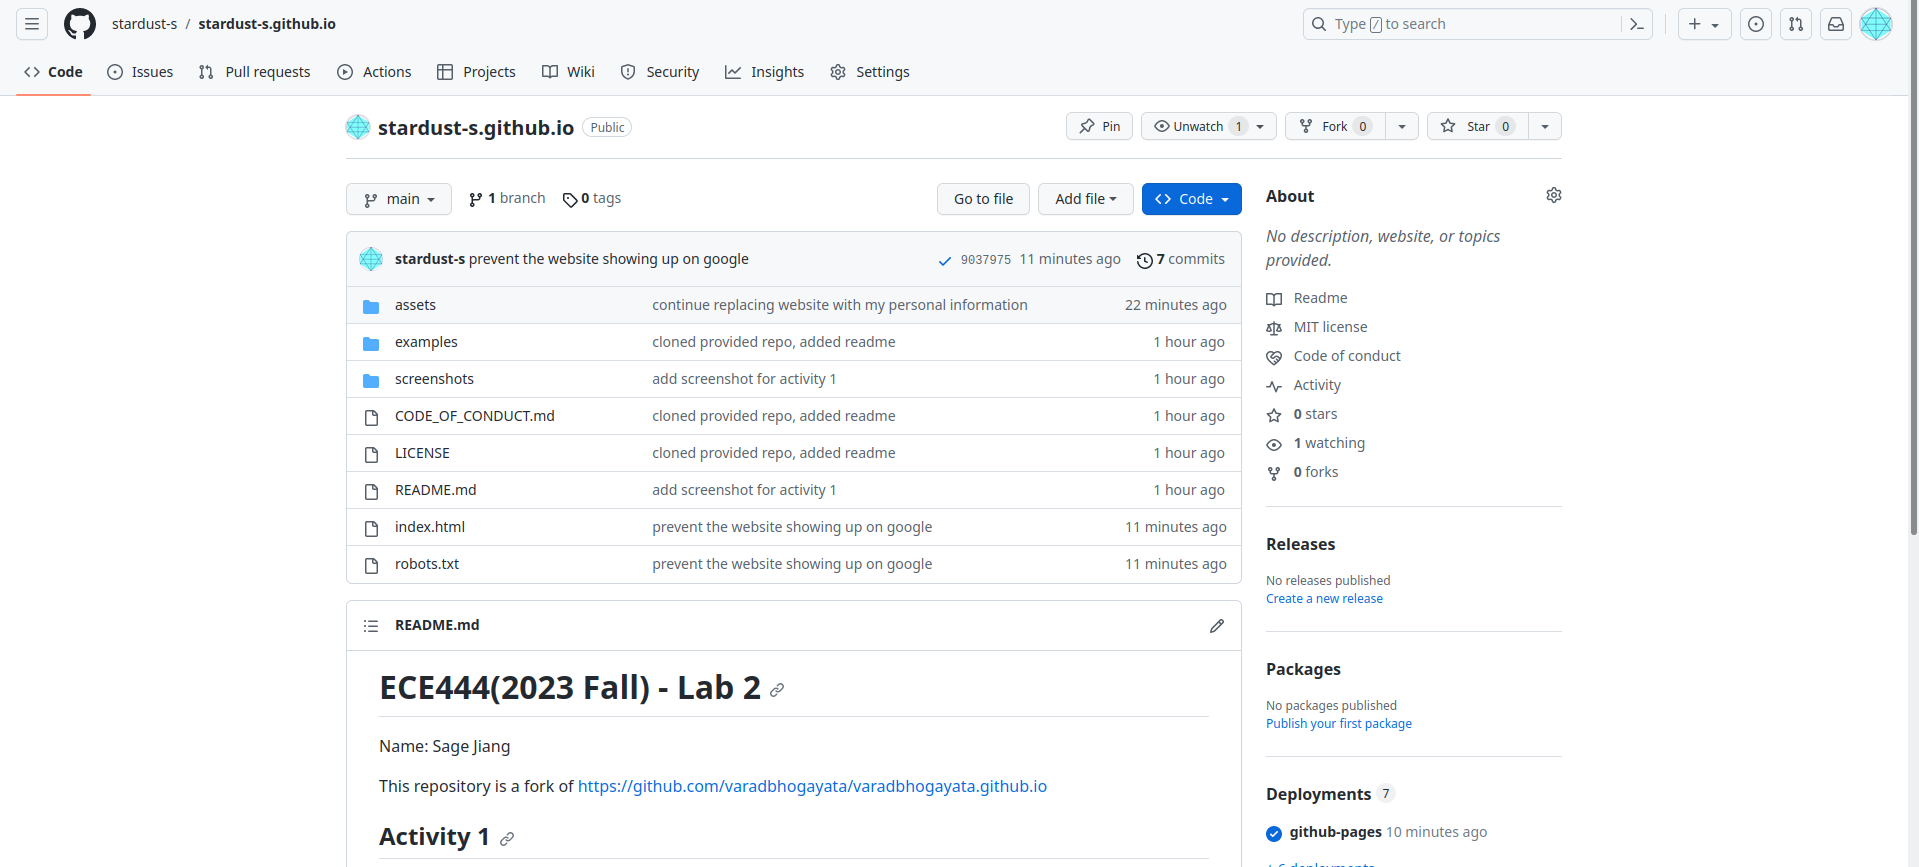 stardust-s / stardust-s.github.io
Type / to search
Code Issues Pull requests Actions Projects Wiki Security Insights Settings
stardust-s.github.io Public
Pin Unwatch 1 Fork 0 Star 0
main 1 branch 0 tags Go to file Add file Code
stardust-s prevent the website showing up on google 9037975 11 minutes ago 7 commits
assets continue replacing website with my personal information 22 minutes ago
examples cloned provided repo, added readme 1 hour ago
screenshots add screenshot for activity 1 1 hour ago
CODE_OF_CONDUCT.md cloned provided repo, added readme 1 hour ago
LICENSE cloned provided repo, added readme 1 hour ago
README.md add screenshot for activity 1 1 hour ago
index.html prevent the website showing up on google 11 minutes ago
robots.txt prevent the website showing up on google 11 minutes ago
README.md
ECE444(2023 Fall) - Lab 2
Name: Sage Jiang
This repository is a fork of https://github.com/varadbhogayata/varadbhogayata.github.io
Activity 1
About
No description, website, or topics
provided.
Readme
MIT license
Code of conduct
Activity
0 stars
1 watching
0 forks
Releases
No releases published
Create a new release
Packages
No packages published
Publish your first package
Deployments 7
github-pages 10 minutes ago
+ 6 deployments